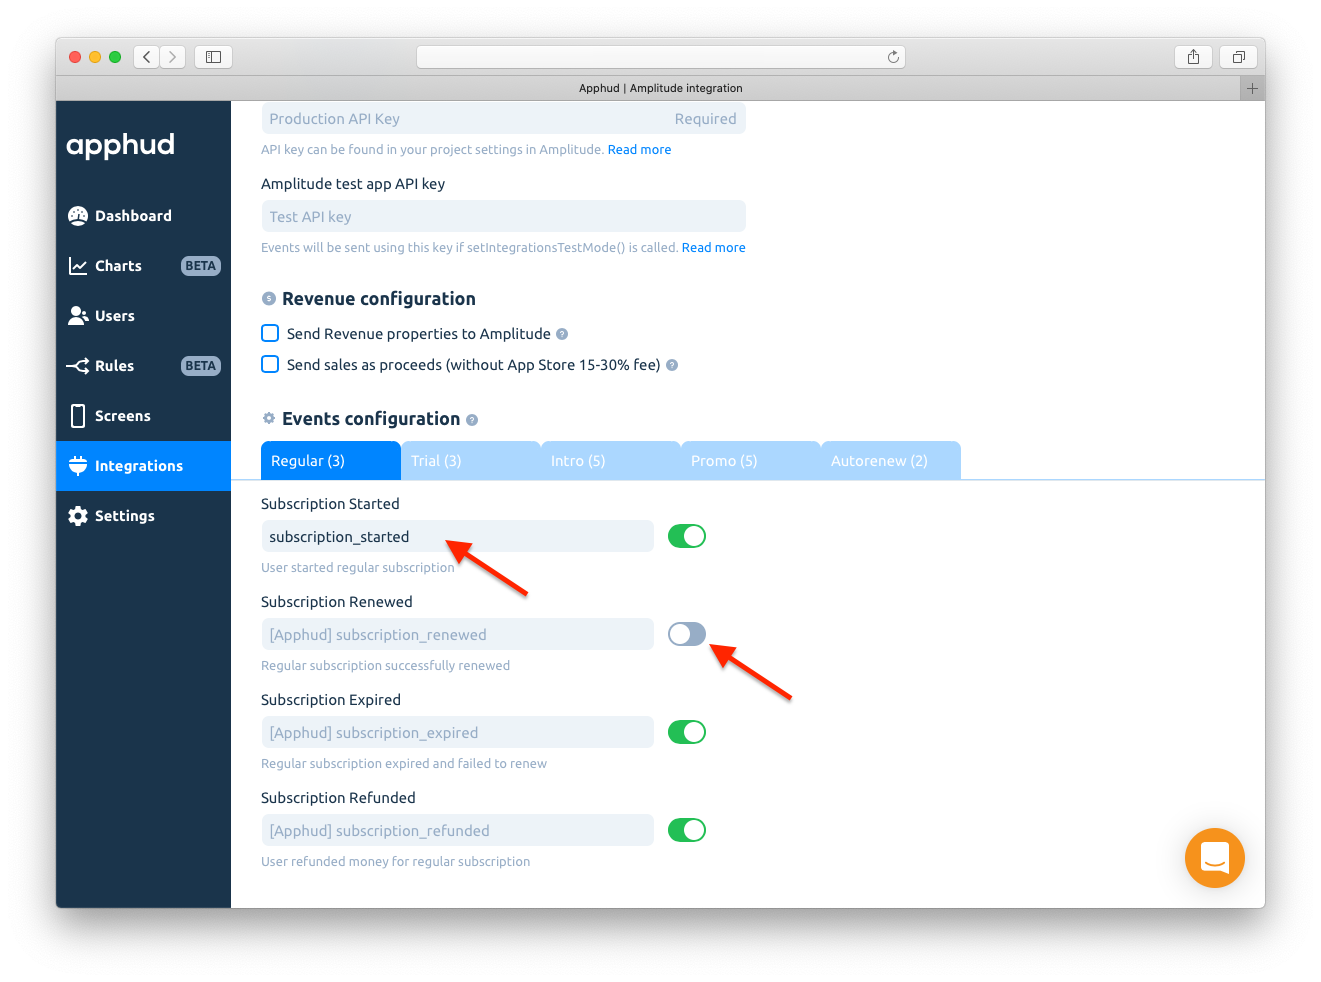 Apphud | Amplitude integration
apphud
Dashboard
Charts BETA
Users
Rules BETA
Screens
Integrations
Settings
Production API Key Required
API key can be found in your project settings in Amplitude. Read more
Amplitude test app API key
Test API key
Events will be sent using this key if setIntegrationsTestMode() is called. Read more
$ Revenue configuration
Send Revenue properties to Amplitude ?
Send sales as proceeds (without App Store 15-30% fee) ?
Events configuration ?
Regular (3) Trial (3) Intro (5) Promo (5) Autorenew (2)
Subscription Started
subscription_started
User started regular subscription
Subscription Renewed
[Apphud] subscription_renewed
Regular subscription successfully renewed
Subscription Expired
[Apphud] subscription_expired
Regular subscription expired and failed to renew
Subscription Refunded
[Apphud] subscription_refunded
User refunded money for regular subscription